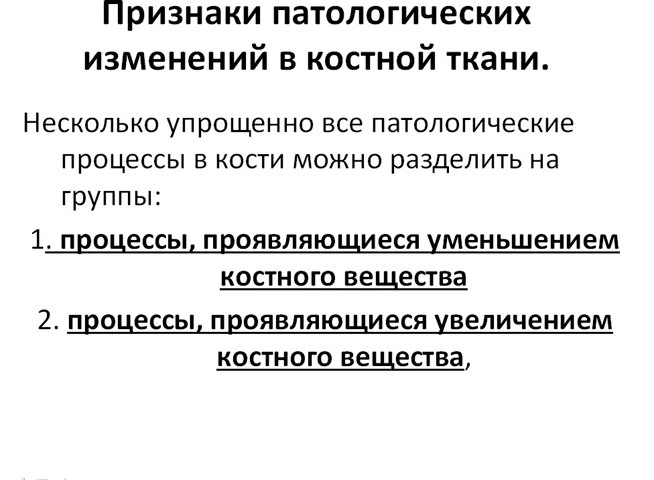 Признаки патологических
изменений в костной ткани.
Несколько упрощенно все патологические
процессы в кости можно разделить на
группы:
1. процессы, проявляющиеся уменьшением
костного вещества
2. процессы, проявляющиеся увеличением
костного вещества,